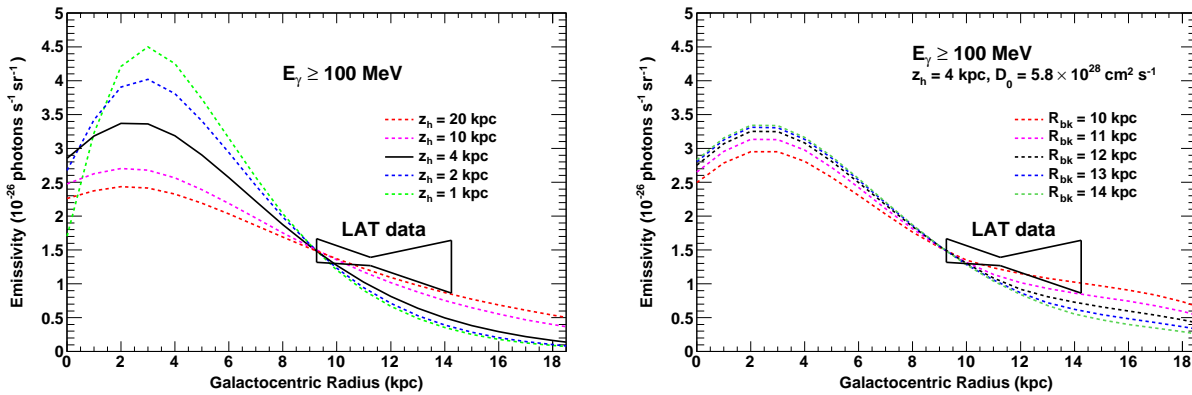 5
4.5
4
3.5
3
2.5
2
1.5
1
0.5
0
0 2 4 6 8 10 12 14 16 18
Emissivity (10⁻²⁶ photons s⁻¹ sr⁻¹)
Galactocentric Radius (kpc)
E_γ ≥ 100 MeV
z_h = 20 kpc
z_h = 10 kpc
z_h = 4 kpc
z_h = 2 kpc
z_h = 1 kpc
LAT data
5
4.5
4
3.5
3
2.5
2
1.5
1
0.5
0
0 2 4 6 8 10 12 14 16 18
Emissivity (10⁻²⁶ photons s⁻¹ sr⁻¹)
Galactocentric Radius (kpc)
E_γ ≥ 100 MeV
z_h = 4 kpc, D_0 = 5.8 × 10²⁸ cm² s⁻¹
R_bk = 10 kpc
R_bk = 11 kpc
R_bk = 12 kpc
R_bk = 13 kpc
R_bk = 14 kpc
LAT data